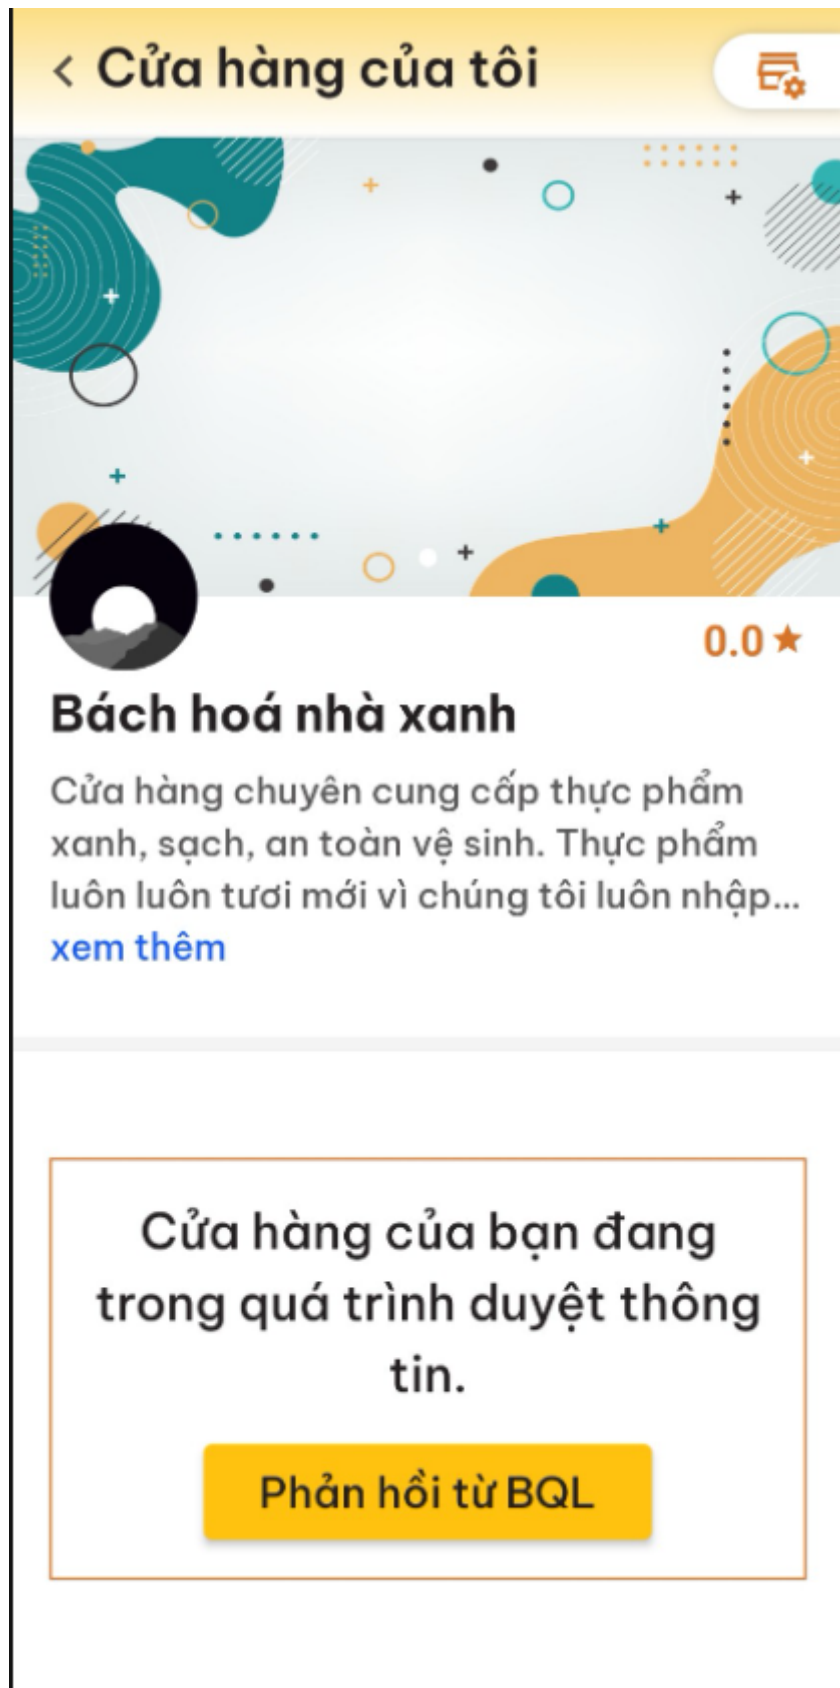 Cửa hàng của tôi
0.0
Bách hoá nhà xanh
Cửa hàng chuyên cung cấp thực phẩm
xanh, sạch, an toàn vệ sinh. Thực phẩm
luôn luôn tươi mới vì chúng tôi luôn nhập...
xem thêm
Cửa hàng của bạn đang
trong quá trình duyệt thông
tin.
Phản hồi từ BQL